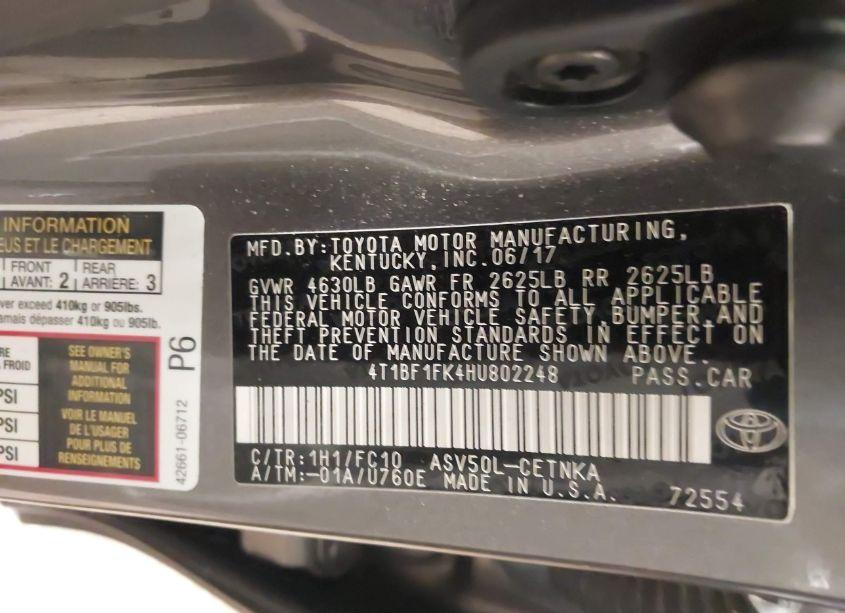 INFORMATION
EUS ET LE CHARGEMENT
FRONT
AVANT: 2
REAR
ARRIÈRE: 3
ver exceed 410kg or 905lbs.
amais dépasser 410kg ou 905lb.
RE
FROID
PSI
PSI
PSI
SEE OWNER'S
MANUAL FOR
ADDITIONAL
INFORMATION
VOIR LE MANUEL
DE L'USAGER
POUR PLUS DE
RENSEIGNEMENTS
P6
42661-06712
MFD.BY:TOYOTA MOTOR MANUFACTURING,
KENTUCKY,INC.06/17
GVWR 4630LB GAWR FR 2625LB RR 2625LB
THIS VEHICLE CONFORMS TO ALL APPLICABLE
FEDERAL MOTOR VEHICLE SAFETY,BUMPER,AND
THEFT PREVENTION STANDARDS IN EFFECT ON
THE DATE OF MANUFACTURE SHOWN ABOVE.
4T1BF1FK4HU802248 PASS.CAR
C/TR:1H1/FC10 ASV50L-CETNKA
A/TM:-01A/U760E MADE IN U.S.A.
72554